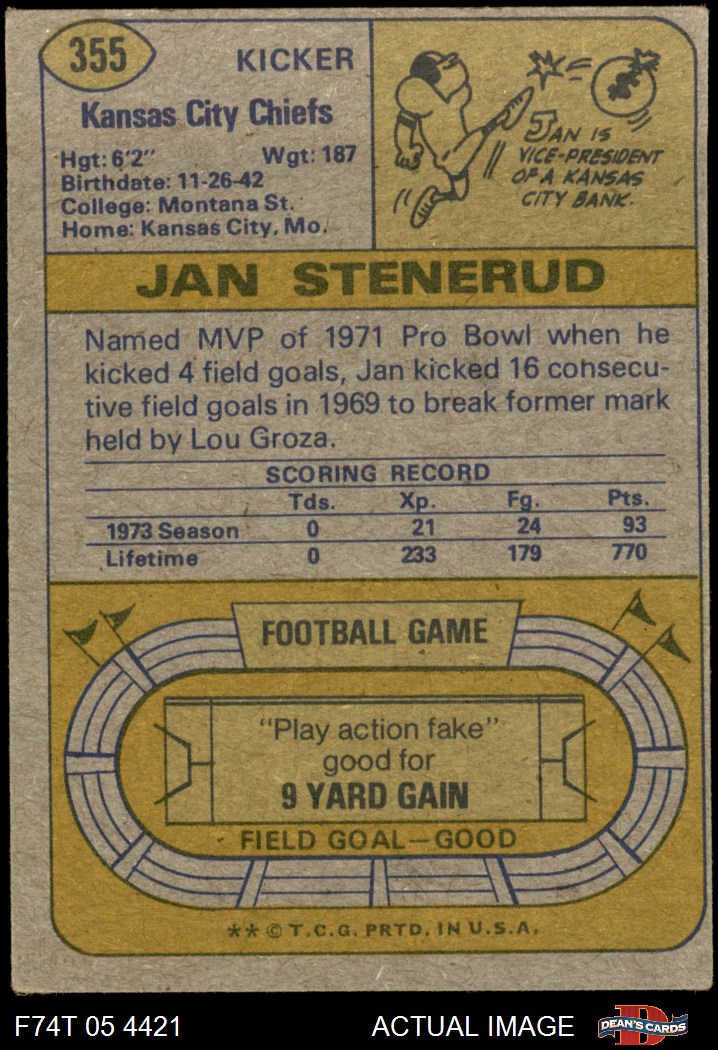 355
KICKER
Kansas City Chiefs
Hgt: 6'2" Wgt: 187
Birthdate: 11-26-42
College: Montana St.
Home: Kansas City, Mo.
JAN IS
VICE-PRESIDENT
OF A KANSAS
CITY BANK.
JAN STENERUD
Named MVP of 1971 Pro Bowl when he
kicked 4 field goals, Jan kicked 16 consecu-
tive field goals in 1969 to break former mark
held by Lou Groza.
SCORING RECORD
Tds. Xp. Fg. Pts.
1973 Season 0 21 24 93
Lifetime 0 233 179 770
FOOTBALL GAME
"Play action fake"
good for
9 YARD GAIN
FIELD GOAL—GOOD
** © T.C.G. PRTD. IN U.S.A.
F74T 05 4421 ACTUAL IMAGE
D
DEAN'S CARDS